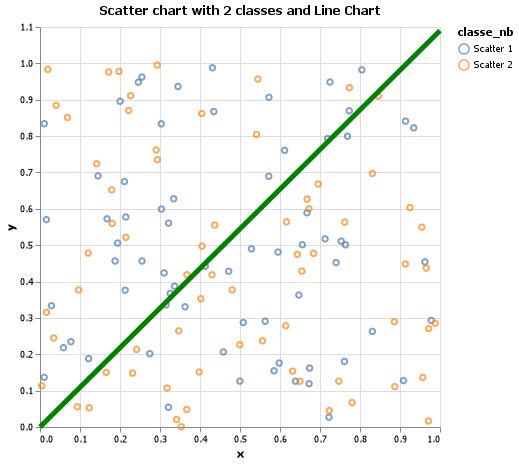 Scatter chart with 2 classes and Line Chart
classe_nb
Scatter 1
Scatter 2
y
1.1
1.0
0.9
0.8
0.7
0.6
0.5
0.4
0.3
0.2
0.1
0.0
0.0 0.1 0.2 0.3 0.4 0.5 0.6 0.7 0.8 0.9 1.0
x